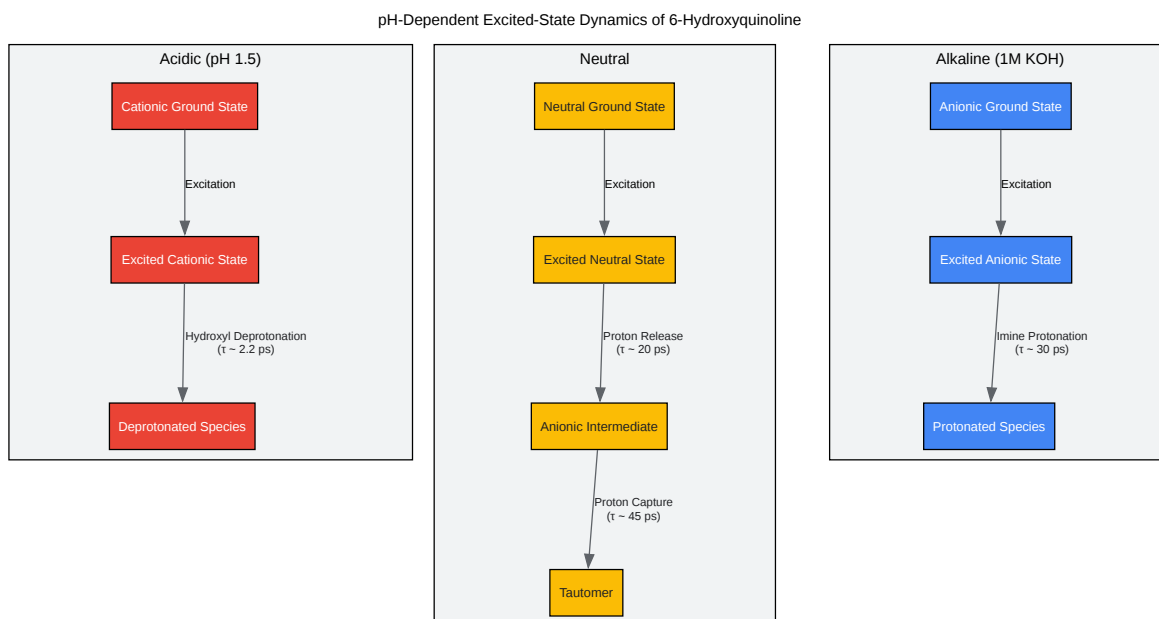 pH-Dependent Excited-State Dynamics of 6-Hydroxyquinoline
Acidic (pH 1.5)
Cationic Ground State
Excitation
Excited Cationic State
Hydroxyl Deprotonation
(τ ~ 2.2 ps)
Deprotonated Species
Neutral
Neutral Ground State
Excitation
Excited Neutral State
Proton Release
(τ ~ 20 ps)
Anionic Intermediate
Proton Capture
(τ ~ 45 ps)
Tautomer
Alkaline (1M KOH)
Anionic Ground State
Excitation
Excited Anionic State
Imine Protonation
(τ ~ 30 ps)
Protonated Species